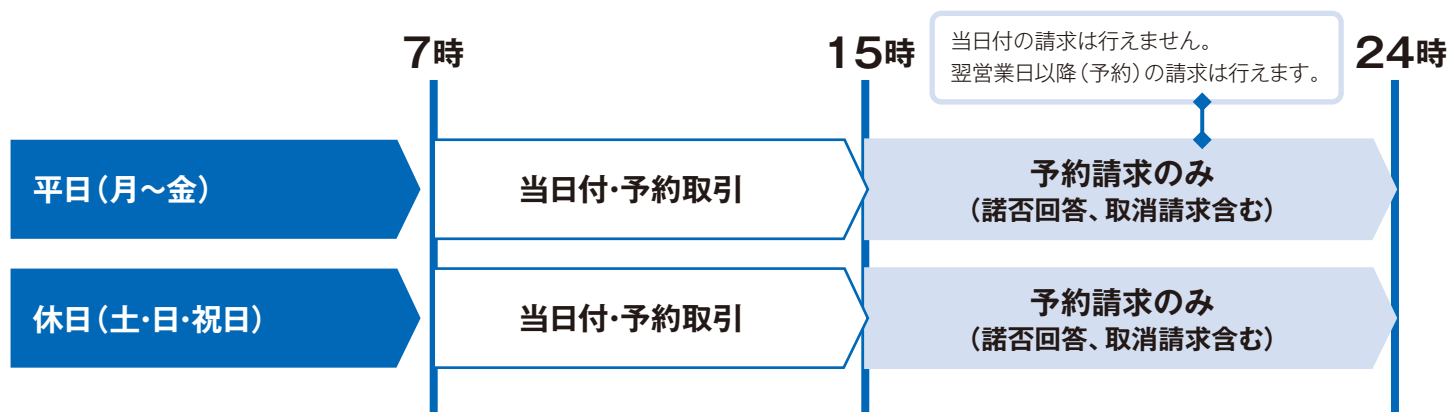 7時
15時
当日付の請求は行えません。
翌営業日以降（予約）の請求は行えます。
24時
平日（月～金）
当日付・予約取引
予約請求のみ
（諾否回答、取消請求含む）
休日（土・日・祝日）
当日付・予約取引
予約請求のみ
（諾否回答、取消請求含む）